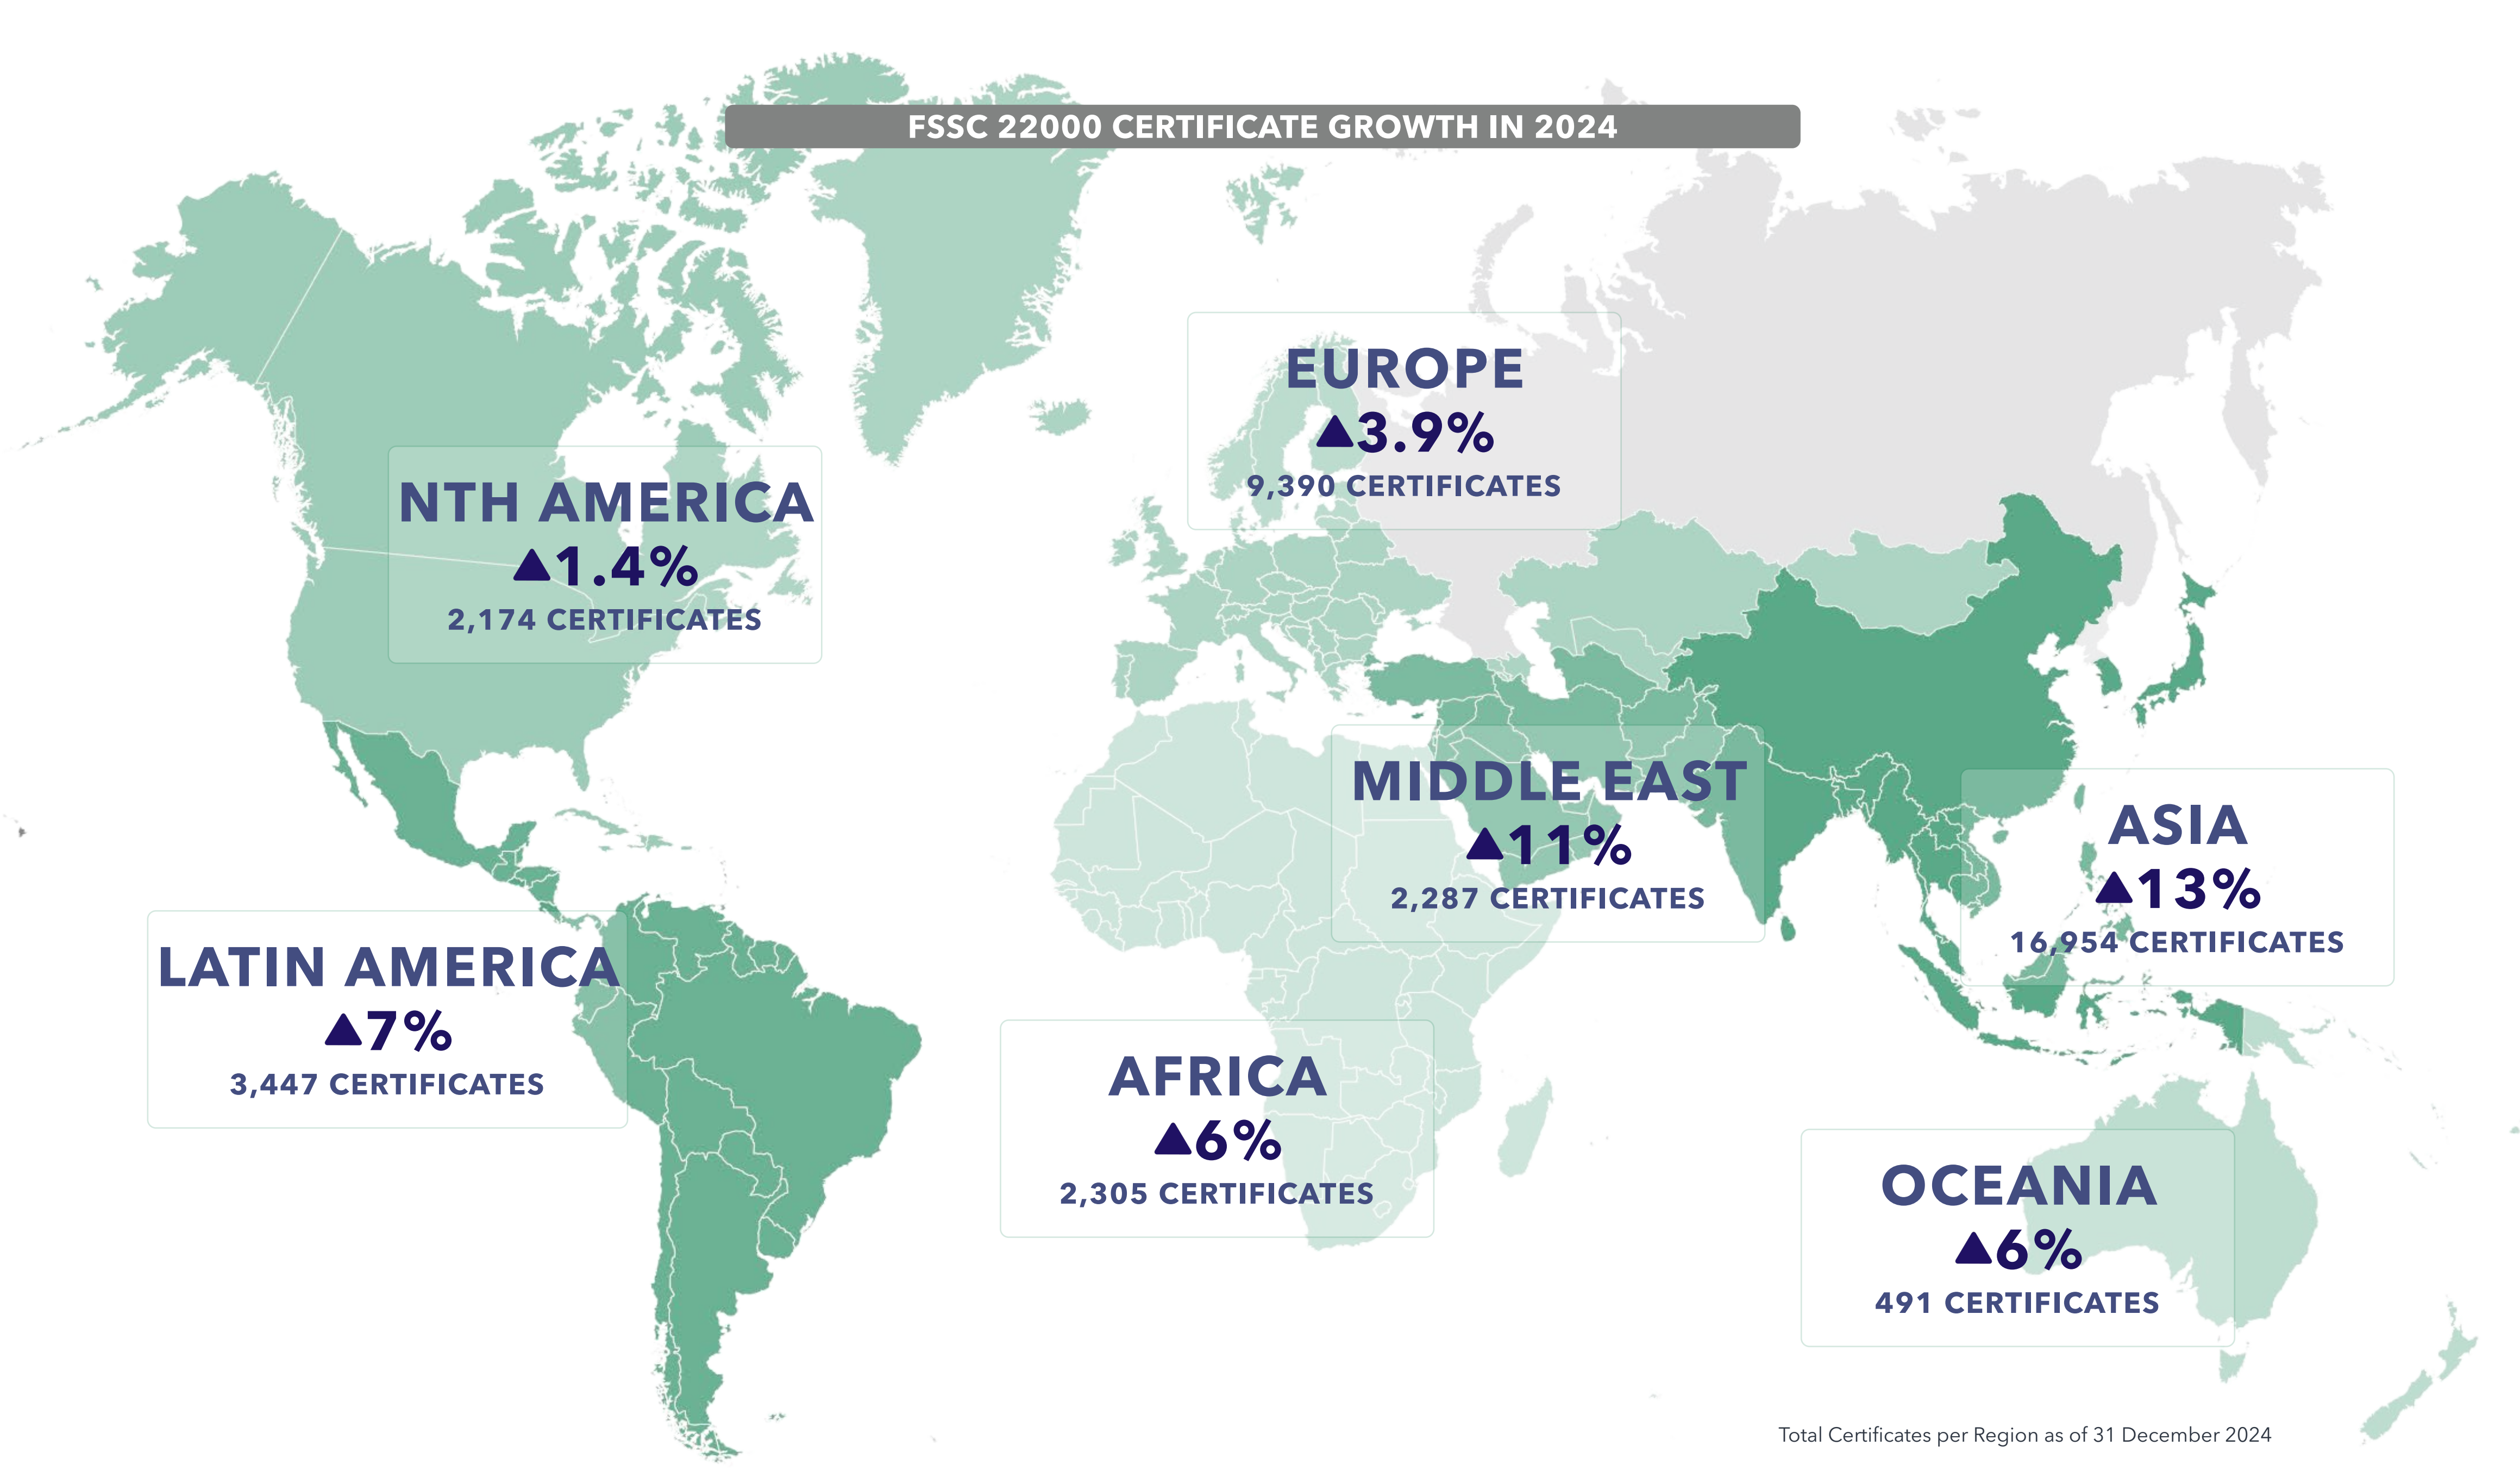 FSSC 22000 CERTIFICATE GROWTH IN 2024
EUROPE
▲3.9%
9,390 CERTIFICATES
NTH AMERICA
▲1.4%
2,174 CERTIFICATES
MIDDLE EAST
▲11%
2,287 CERTIFICATES
ASIA
▲13%
16,954 CERTIFICATES
LATIN AMERICA
▲7%
3,447 CERTIFICATES
AFRICA
▲6%
2,305 CERTIFICATES
OCEANIA
▲6%
491 CERTIFICATES
Total Certificates per Region as of 31 December 2024